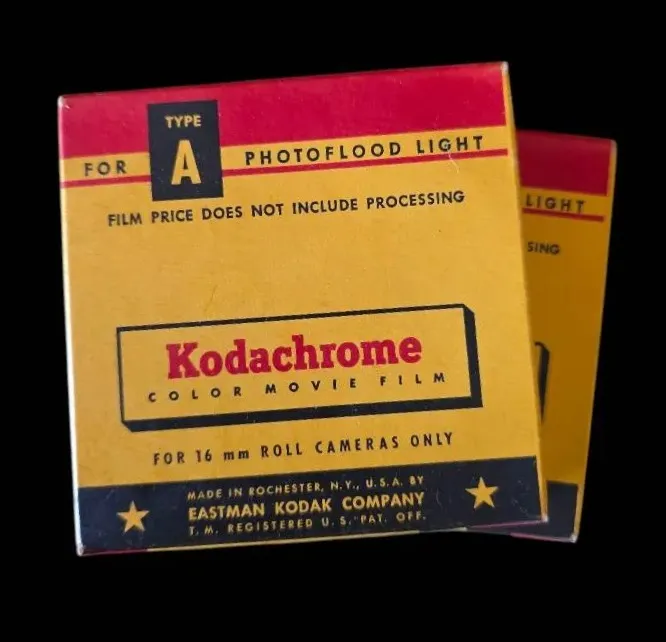 TYPE
A
FOR PHOTOFLOOD LIGHT
FILM PRICE DOES NOT INCLUDE PROCESSING
Kodachrome
COLOR MOVIE FILM
FOR 16 mm ROLL CAMERAS ONLY
MADE IN ROCHESTER, N.Y., U.S.A. BY
EASTMAN KODAK COMPANY
T. M. REGISTERED U. S. PAT. OFF.
LIGHT
SING